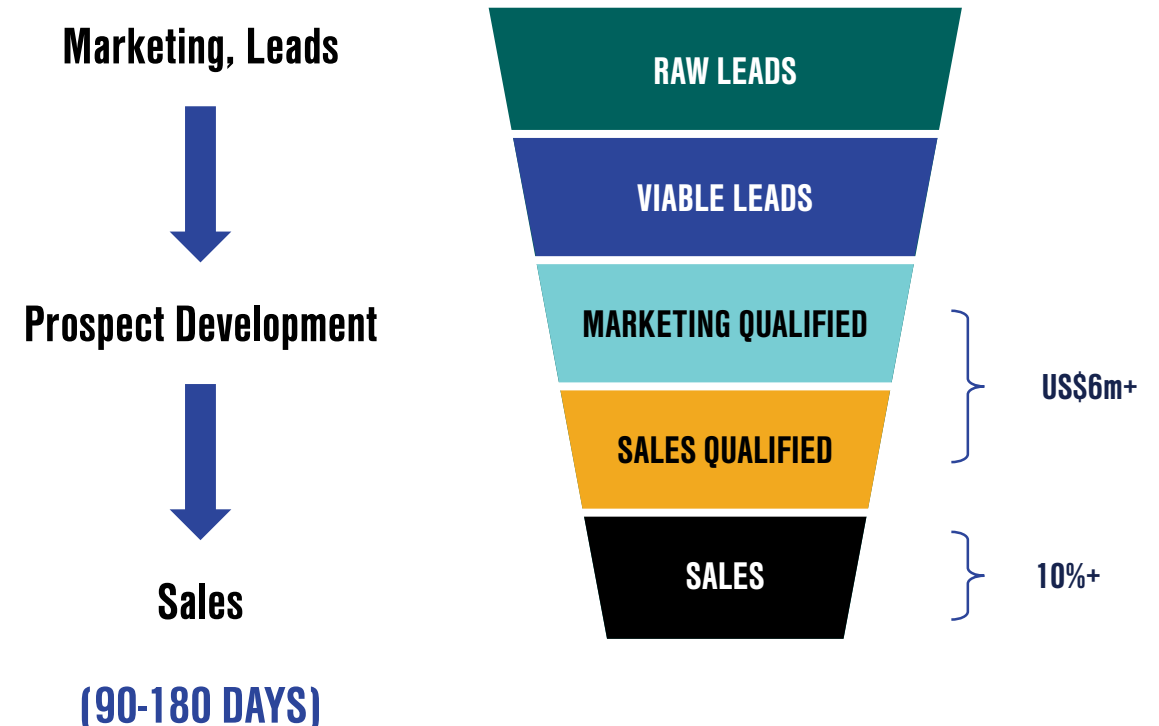 Marketing, Leads
Prospect Development
Sales
(90-180 DAYS)
RAW LEADS
VIABLE LEADS
MARKETING QUALIFIED
SALES QUALIFIED
SALES
US$6m+
10%+